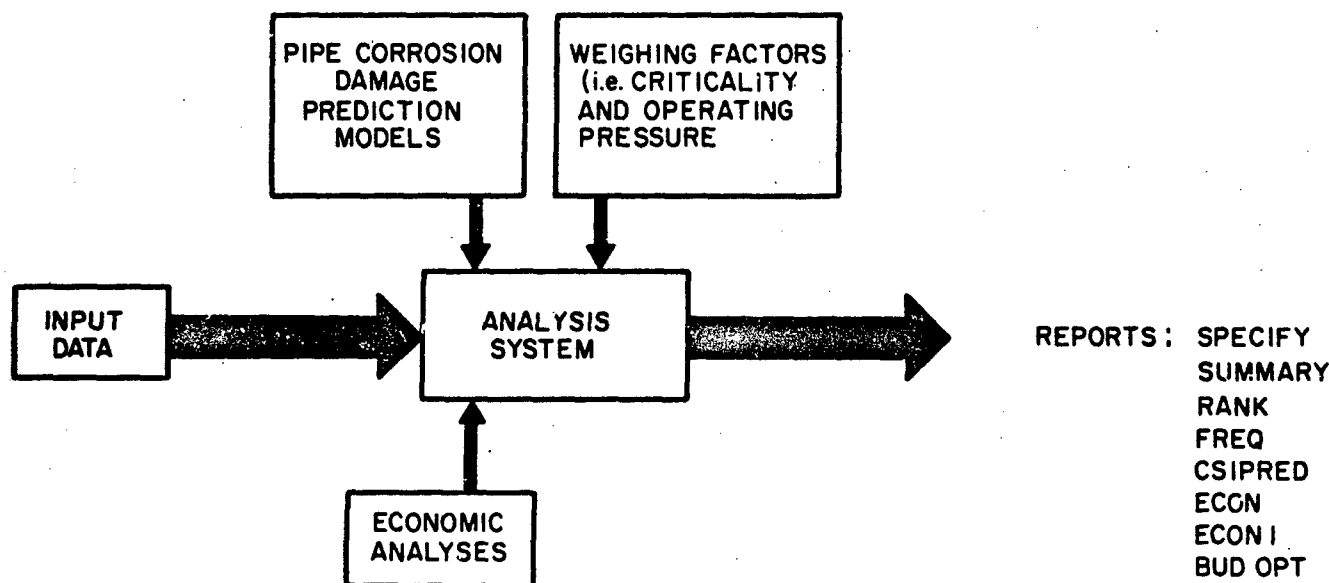 PIPE CORROSION
DAMAGE
PREDICTION
MODELS
WEIGHING FACTORS
(i.e. CRITICALITY
AND OPERATING
PRESSURE
INPUT
DATA
ANALYSIS
SYSTEM
ECONOMIC
ANALYSES
REPORTS: SPECIFY
SUMMARY
RANK
FREQ
CSIPRED
ECON
ECON I
BUD OPT